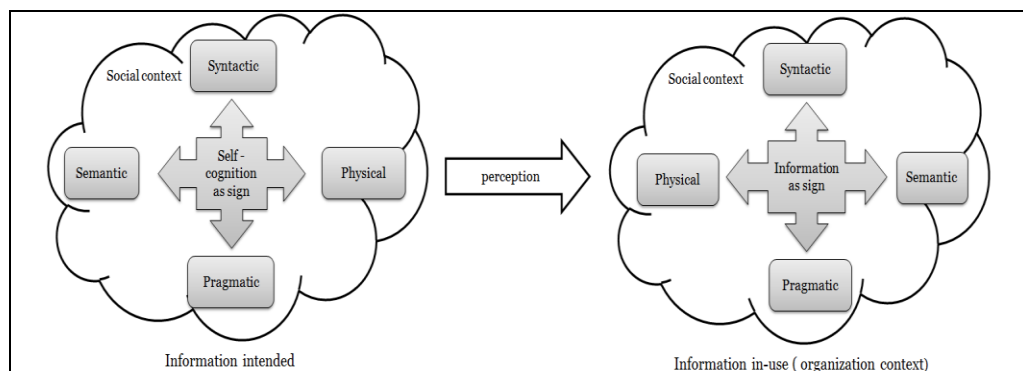 Social context
Syntactic
Semantic
Self -
cognition
as sign
Physical
Pragmatic
Information intended
perception
Social context
Syntactic
Physical
Information
as sign
Semantic
Pragmatic
Information in-use ( organization context)